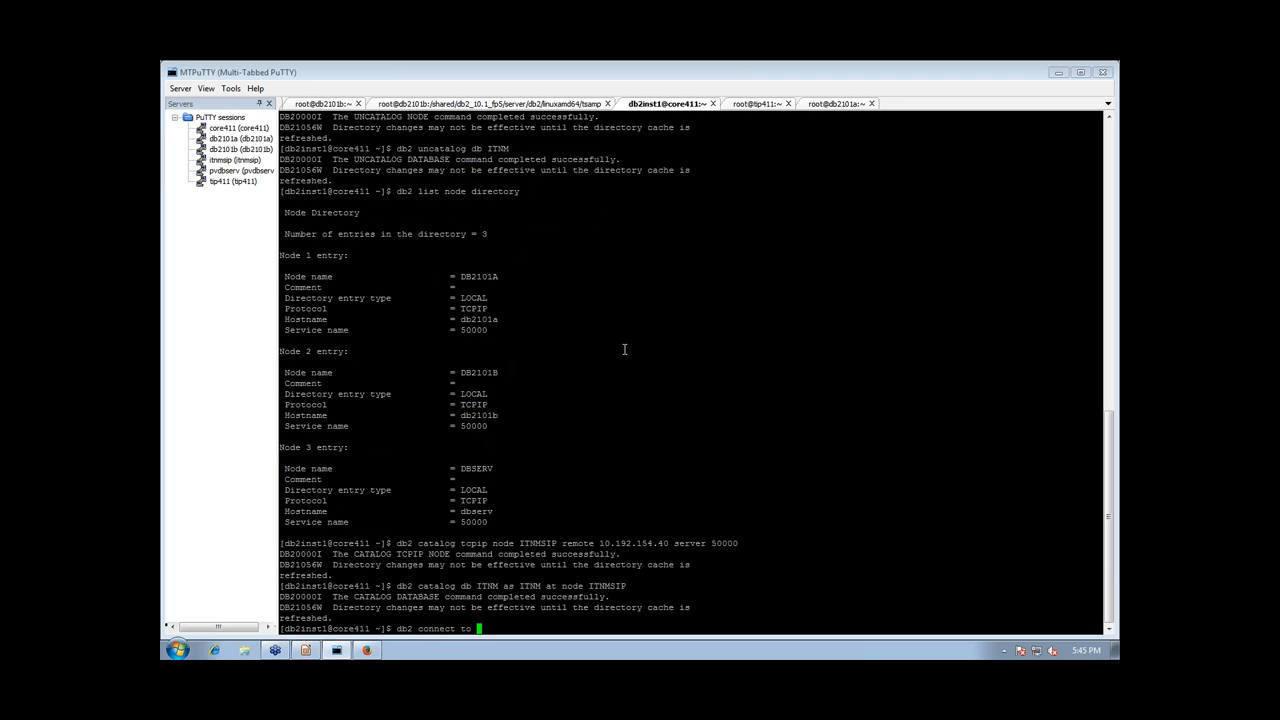 MTPuTTY (Multi-Tabbed PuTTY)
Server View Tools Help
Servers
root@db2101b:~ root@db2101b:/shared/db2_10.1_fp5/server/db2/linuxamd64/tsamp db2inst1@core411:~ root@tip411:~ root@db2101a:~
PuTTY sessions
core411 (core411)
db2101a (db2101a)
db2101b (db2101b)
itnmsip (itnmsip)
pvdbserv (pvdbserv
tip411 (tip411)
DB20000I The UNCATALOG NODE command completed successfully.
DB21056W Directory changes may not be effective until the directory cache is
refreshed.
[db2inst1@core411 ~]$ db2 uncatalog db ITNM
DB20000I The UNCATALOG DATABASE command completed successfully.
DB21056W Directory changes may not be effective until the directory cache is
refreshed.
[db2inst1@core411 ~]$ db2 list node directory
Node Directory
Number of entries in the directory = 3
Node 1 entry:
Node name = DB2101A
Comment =
Directory entry type = LOCAL
Protocol = TCPIP
Hostname = db2101a
Service name = 50000
Node 2 entry:
Node name = DB2101B
Comment =
Directory entry type = LOCAL
Protocol = TCPIP
Hostname = db2101b
Service name = 50000
Node 3 entry:
Node name = DBSERV
Comment =
Directory entry type = LOCAL
Protocol = TCPIP
Hostname = dbserv
Service name = 50000
[db2inst1@core411 ~]$ db2 catalog tcpip node ITNMSIP remote 10.192.154.40 server 50000
DB20000I The CATALOG TCPIP NODE command completed successfully.
DB21056W Directory changes may not be effective until the directory cache is
refreshed.
[db2inst1@core411 ~]$ db2 catalog db ITNM as ITNM at node ITNMSIP
DB20000I The CATALOG DATABASE command completed successfully.
DB21056W Directory changes may not be effective until the directory cache is
refreshed.
[db2inst1@core411 ~]$ db2 connect to
5:45 PM